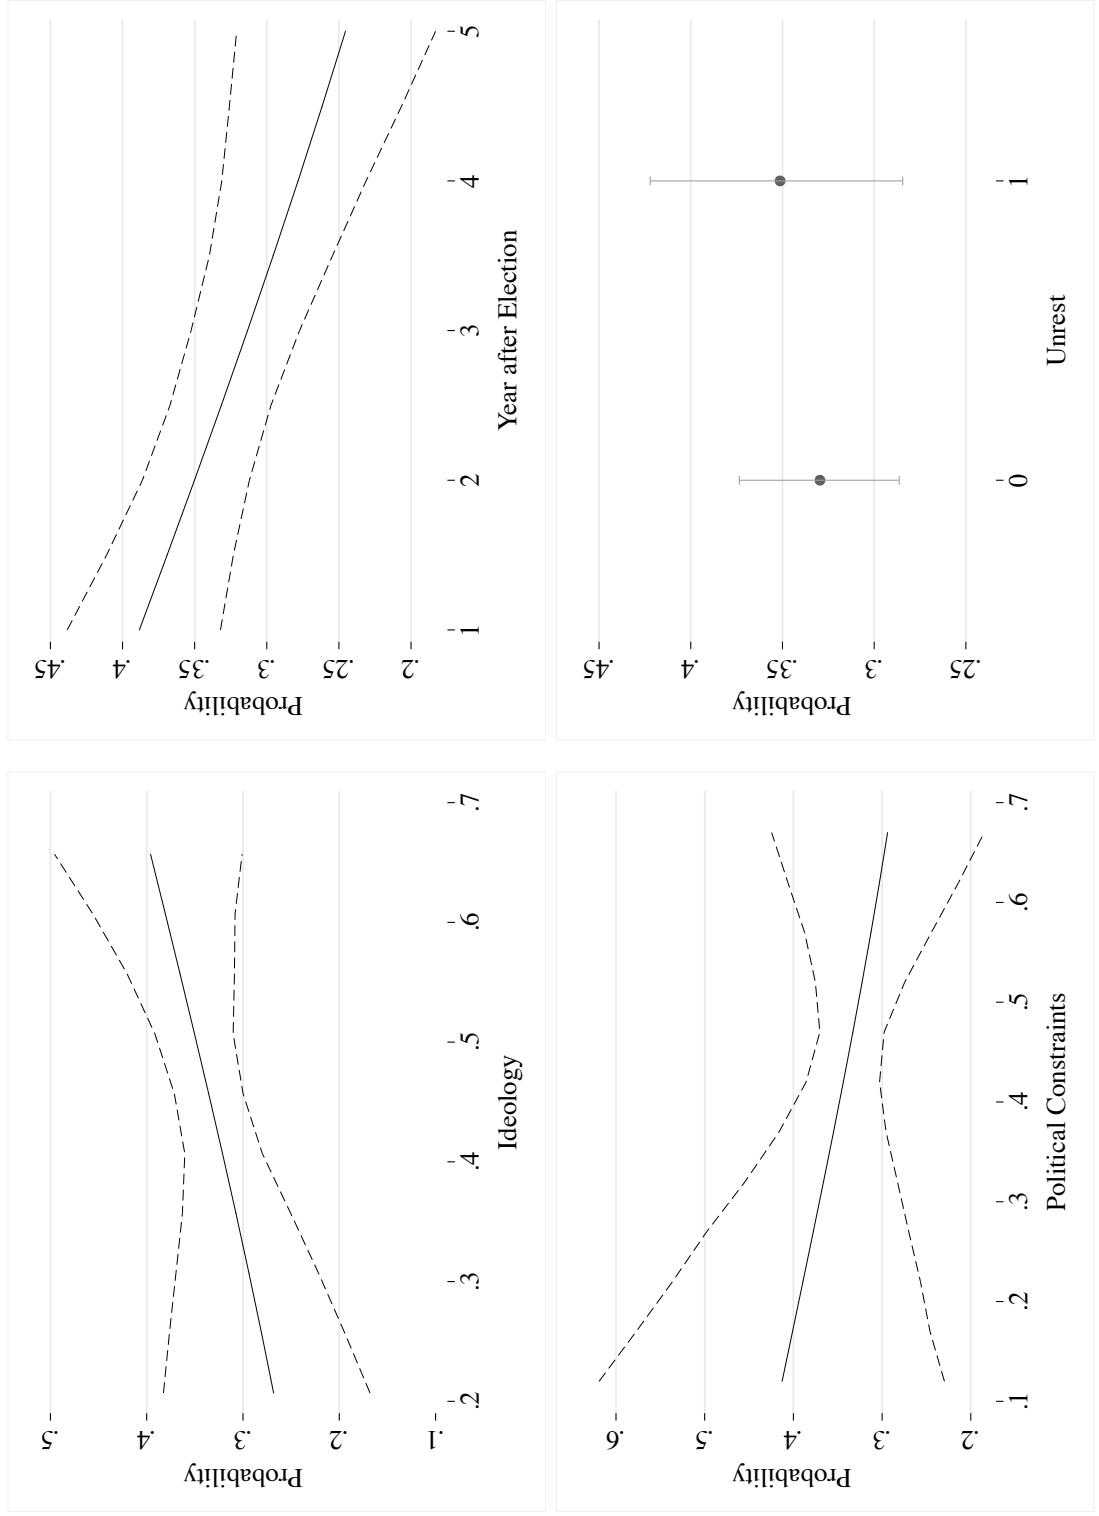 Probability
.5
.4
.3
.2
.1
.2 .3 .4 .5 .6 .7
Ideology
Probability
.45
.4
.35
.3
.25
.2
1 2 3 4 5
Year after Election
Probability
.6
.5
.4
.3
.2
.1 .2 .3 .4 .5 .6 .7
Political Constraints
Probability
.45
.4
.35
.3
.25
0 1
Unrest